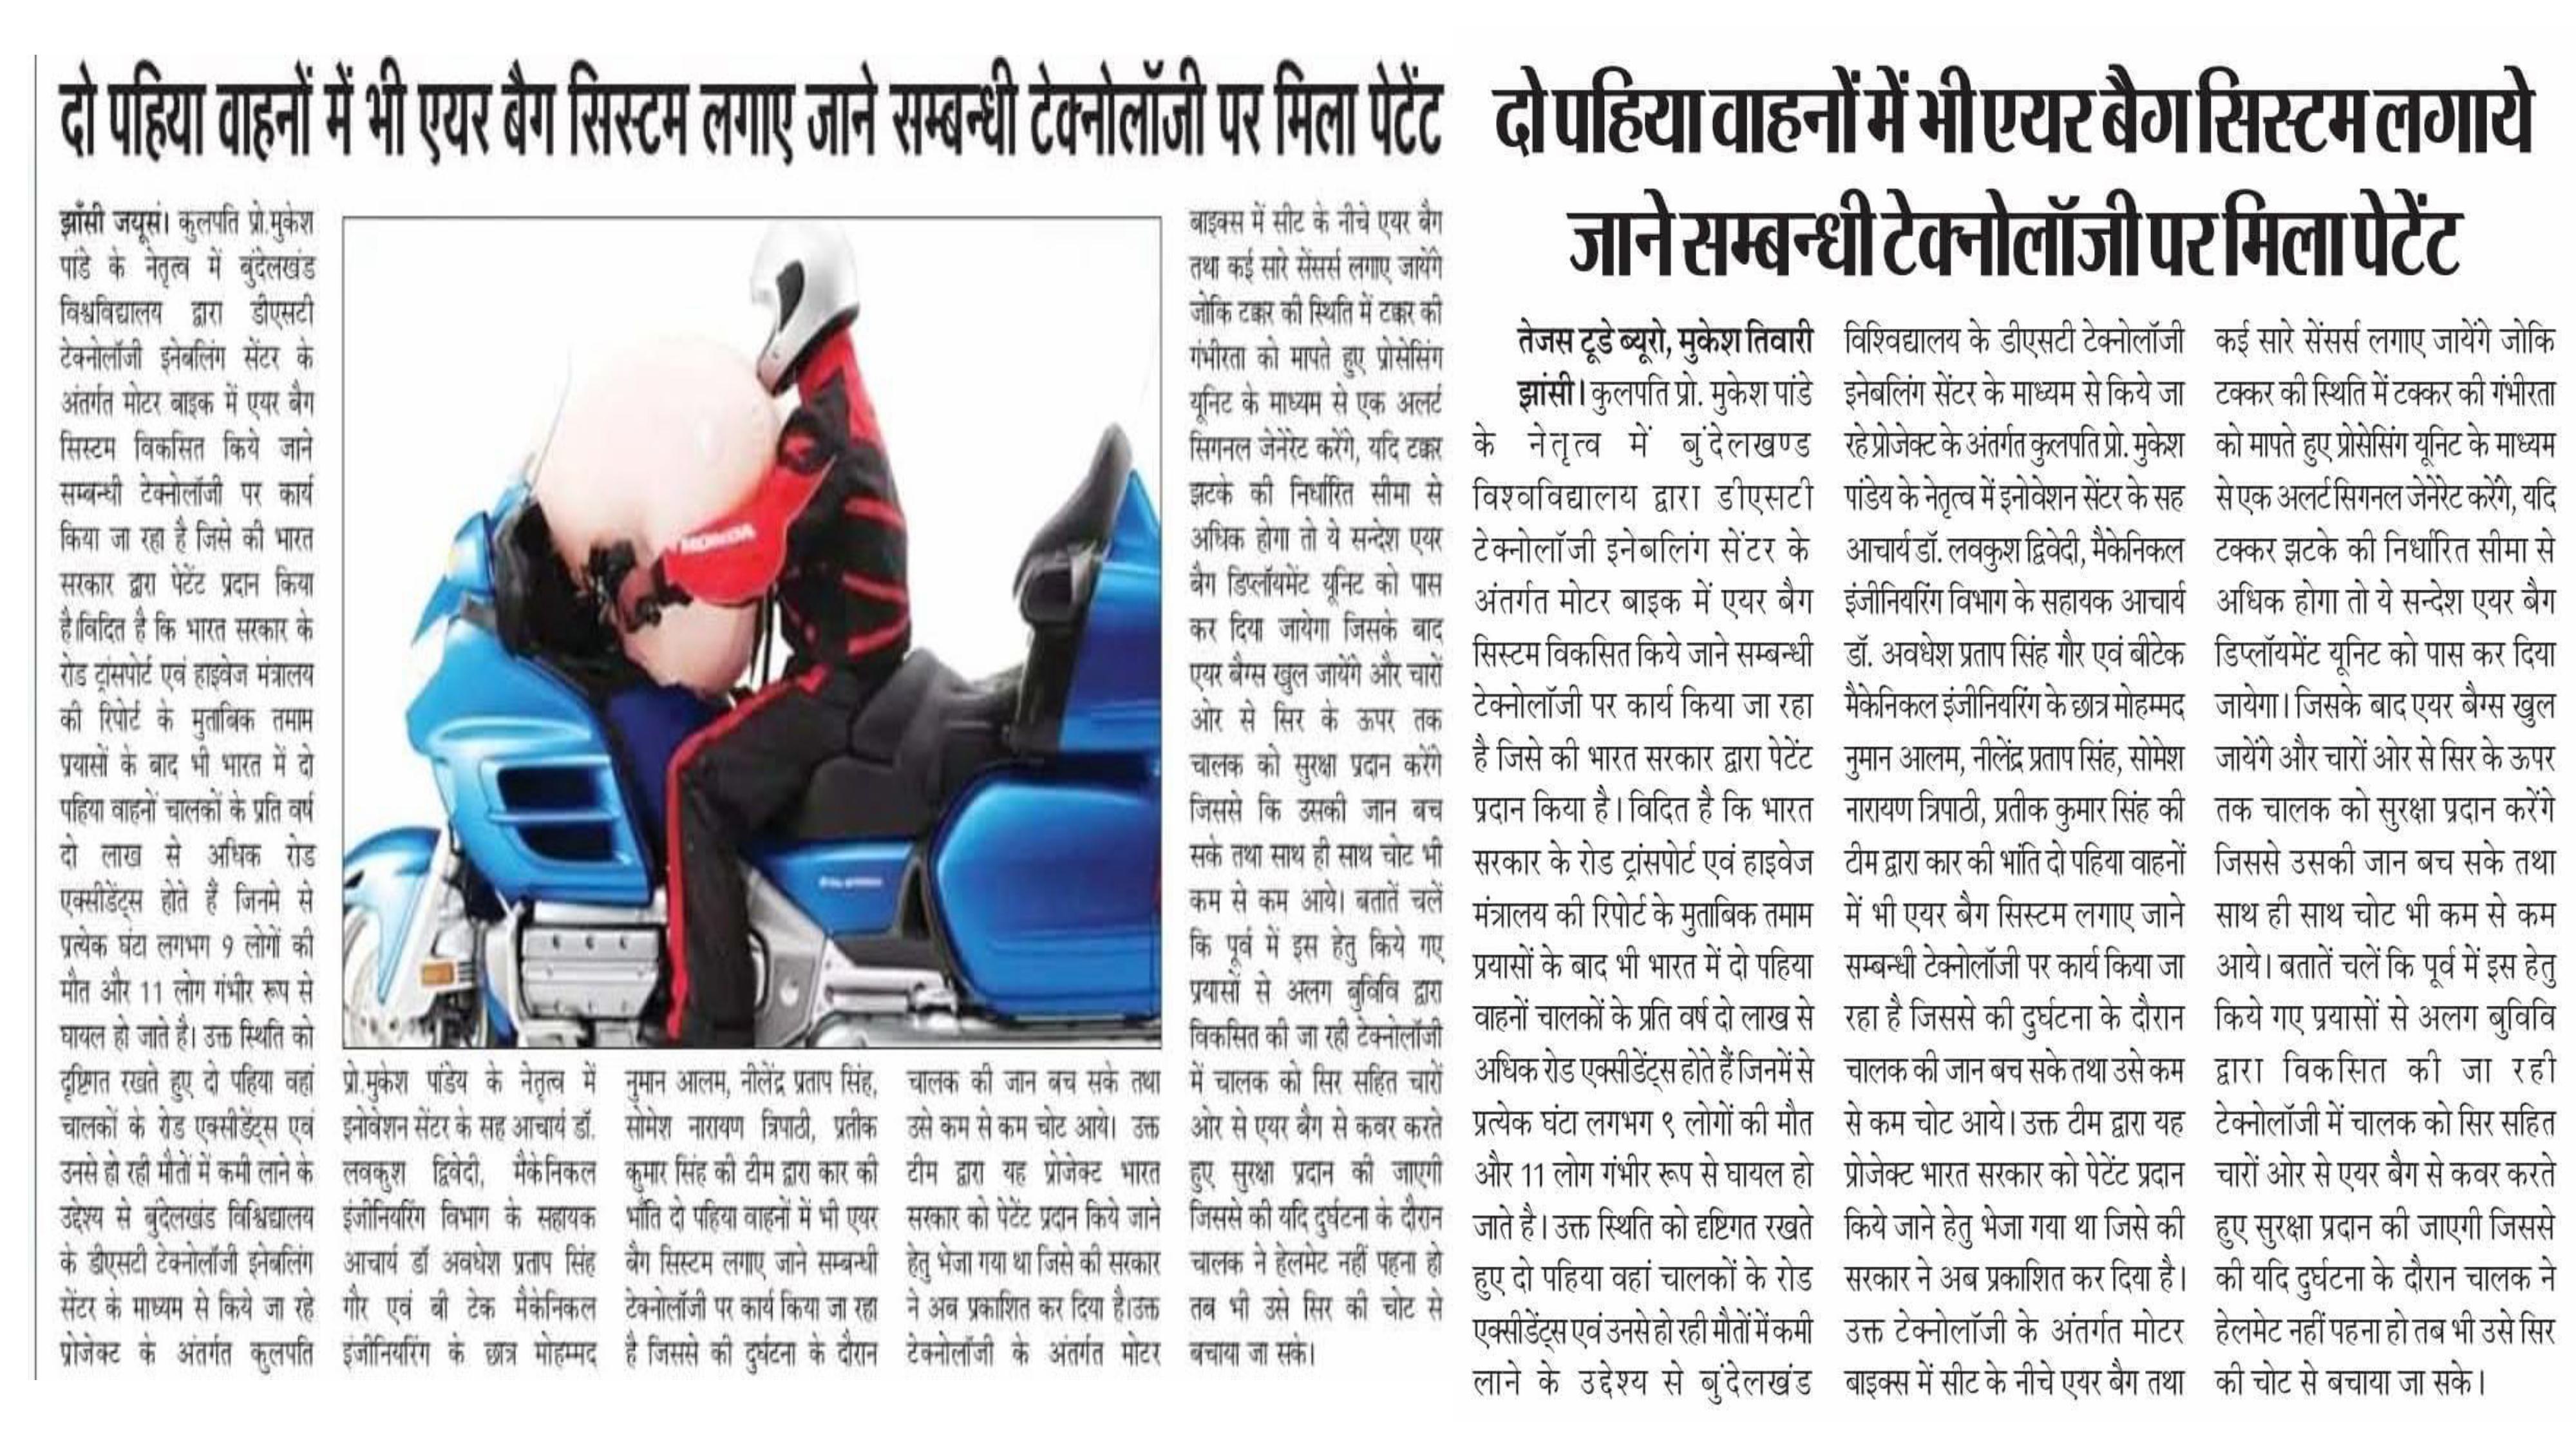 दो पहिया वाहनों में भी एयर बैग सिस्टम लगाए जाने सम्बन्धी टेक्नोलॉजी पर मिला पेटेंट
झाँसी जयूसं। कुलपति प्रो.मुकेश
पांडे के नेतृत्व में बुंदेलखंड
विश्वविद्यालय द्वारा डीएसटी
टेक्नोलॉजी इनेबलिंग सेंटर के
अंतर्गत मोटर बाइक में एयर बैग
सिस्टम विकसित किये जाने
सम्बन्धी टेक्नोलॉजी पर कार्य
किया जा रहा है जिसे की भारत
सरकार द्वारा पेटेंट प्रदान किया
है।विदित है कि भारत सरकार के
रोड ट्रांसपोर्ट एवं हाइवेज मंत्रालय
की रिपोर्ट के मुताबिक तमाम
प्रयासों के बाद भी भारत में दो
पहिया वाहनों चालकों के प्रति वर्ष
दो लाख से अधिक रोड
एक्सीडेंट्स होते हैं जिनमे से
प्रत्येक घंटा लगभग 9 लोगों की
मौत और 11 लोग गंभीर रूप से
घायल हो जाते है। उक्त स्थिति को
दृष्टिगत रखते हुए दो पहिया वहां
चालकों के रोड एक्सीडेंट्स एवं
उनसे हो रही मौतों में कमी लाने के
उद्देश्य से बुंदेलखंड विश्विद्यालय
के डीएसटी टेक्नोलॉजी इनेबलिंग
सेंटर के माध्यम से किये जा रहे
प्रोजेक्ट के अंतर्गत कुलपति
प्रो.मुकेश पांडेय के नेतृत्व में
इनोवेशन सेंटर के सह आचार्य डॉ.
लवकुश द्विवेदी, मैकेनिकल
इंजीनियरिंग विभाग के सहायक
आचार्य डॉ अवधेश प्रताप सिंह
गौर एवं बी टेक मैकेनिकल
इंजीनियरिंग के छात्र मोहम्मद
नुमान आलम, नीलेंद्र प्रताप सिंह,
सोमेश नारायण त्रिपाठी, प्रतीक
कुमार सिंह की टीम द्वारा कार की
भाँति दो पहिया वाहनों में भी एयर
बैग सिस्टम लगाए जाने सम्बन्धी
टेक्नोलॉजी पर कार्य किया जा रहा
है जिससे की दुर्घटना के दौरान
चालक की जान बच सके तथा
उसे कम से कम चोट आये। उक्त
टीम द्वारा यह प्रोजेक्ट भारत
सरकार को पेटेंट प्रदान किये जाने
हेतु भेजा गया था जिसे की सरकार
ने अब प्रकाशित कर दिया है।उक्त
टेक्नोलॉजी के अंतर्गत मोटर
बाइक्स में सीट के नीचे एयर बैग
तथा कई सारे सेंसर्स लगाए जायेंगे
जोकि टक्कर की स्थिति में टक्कर की
गंभीरता को मापते हुए प्रोसेसिंग
यूनिट के माध्यम से एक अलर्ट
सिगनल जेनेरेट करेंगे, यदि टक्कर
झटके की निर्धारित सीमा से
अधिक होगा तो ये सन्देश एयर
बैग डिप्लॉयमेंट यूनिट को पास
कर दिया जायेगा जिसके बाद
एयर बैग्स खुल जायेंगे और चारों
ओर से सिर के ऊपर तक
चालक को सुरक्षा प्रदान करेंगे
जिससे कि उसकी जान बच
सके तथा साथ ही साथ चोट भी
कम से कम आये। बतातें चलें
कि पूर्व में इस हेतु किये गए
प्रयासों से अलग बुविवि द्वारा
विकसित की जा रही टेक्नोलॉजी
में चालक को सिर सहित चारों
ओर से एयर बैग से कवर करते
हुए सुरक्षा प्रदान की जाएगी
जिससे की यदि दुर्घटना के दौरान
चालक ने हेलमेट नहीं पहना हो
तब भी उसे सिर की चोट से
बचाया जा सके।
HONDA
दो पहिया वाहनों में भी एयर बैग सिस्टम लगाये
जाने सम्बन्धी टेक्नोलॉजी पर मिला पेटेंट
तेजस टूडे ब्यूरो, मुकेश तिवारी
झांसी। कुलपति प्रो. मुकेश पांडे
के नेतृत्व में बुंदेलखण्ड
विश्वविद्यालय द्वारा डीएसटी
टेक्नोलॉजी इनेबलिंग सेंटर के
अंतर्गत मोटर बाइक में एयर बैग
सिस्टम विकसित किये जाने सम्बन्धी
टेक्नोलॉजी पर कार्य किया जा रहा
है जिसे की भारत सरकार द्वारा पेटेंट
प्रदान किया है। विदित है कि भारत
सरकार के रोड ट्रांसपोर्ट एवं हाइवेज
मंत्रालय की रिपोर्ट के मुताबिक तमाम
प्रयासों के बाद भी भारत में दो पहिया
वाहनों चालकों के प्रति वर्ष दो लाख से
अधिक रोड एक्सीडेंट्स होते हैं जिनमें से
प्रत्येक घंटा लगभग ९ लोगों की मौत
और 11 लोग गंभीर रूप से घायल हो
जाते है। उक्त स्थिति को दृष्टिगत रखते
हुए दो पहिया वहां चालकों के रोड
एक्सीडेंट्स एवं उनसे हो रही मौतों में कमी
लाने के उद्देश्य से बुंदेलखंड
विश्विद्यालय के डीएसटी टेक्नोलॉजी
इनेबलिंग सेंटर के माध्यम से किये जा
रहे प्रोजेक्ट के अंतर्गत कुलपति प्रो. मुकेश
पांडेय के नेतृत्व में इनोवेशन सेंटर के सह
आचार्य डॉ. लवकुश द्विवेदी, मैकेनिकल
इंजीनियरिंग विभाग के सहायक आचार्य
डॉ. अवधेश प्रताप सिंह गौर एवं बीटेक
मैकेनिकल इंजीनियरिंग के छात्र मोहम्मद
नुमान आलम, नीलेंद्र प्रताप सिंह, सोमेश
नारायण त्रिपाठी, प्रतीक कुमार सिंह की
टीम द्वारा कार की भांति दो पहिया वाहनों
में भी एयर बैग सिस्टम लगाए जाने
सम्बन्धी टेक्नोलॉजी पर कार्य किया जा
रहा है जिससे की दुर्घटना के दौरान
चालक की जान बच सके तथा उसे कम
से कम चोट आये। उक्त टीम द्वारा यह
प्रोजेक्ट भारत सरकार को पेटेंट प्रदान
किये जाने हेतु भेजा गया था जिसे की
सरकार ने अब प्रकाशित कर दिया है।
उक्त टेक्नोलॉजी के अंतर्गत मोटर
बाइक्स में सीट के नीचे एयर बैग तथा
कई सारे सेंसर्स लगाए जायेंगे जोकि
टक्कर की स्थिति में टक्कर की गंभीरता
को मापते हुए प्रोसेसिंग यूनिट के माध्यम
से एक अलर्ट सिगनल जेनेरेट करेंगे, यदि
टक्कर झटके की निर्धारित सीमा से
अधिक होगा तो ये सन्देश एयर बैग
डिप्लॉयमेंट यूनिट को पास कर दिया
जायेगा। जिसके बाद एयर बैग्स खुल
जायेंगे और चारों ओर से सिर के ऊपर
तक चालक को सुरक्षा प्रदान करेंगे
जिससे उसकी जान बच सके तथा
साथ ही साथ चोट भी कम से कम
आये। बतातें चलें कि पूर्व में इस हेतु
किये गए प्रयासों से अलग बुविवि
द्वारा विकसित की जा रही
टेक्नोलॉजी में चालक को सिर सहित
चारों ओर से एयर बैग से कवर करते
हुए सुरक्षा प्रदान की जाएगी जिससे
की यदि दुर्घटना के दौरान चालक ने
हेलमेट नहीं पहना हो तब भी उसे सिर
की चोट से बचाया जा सके।